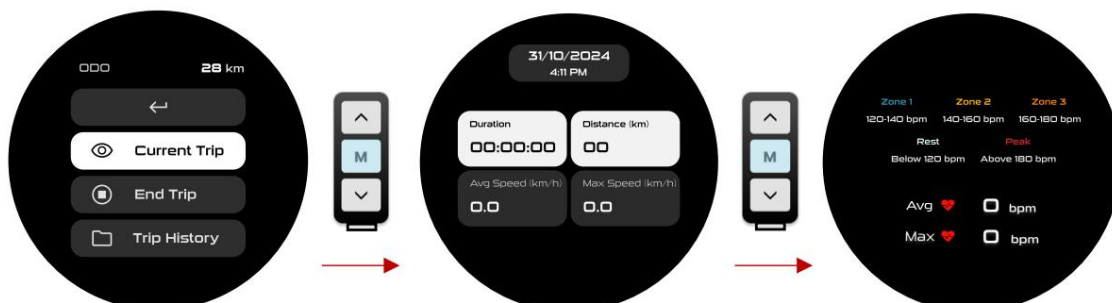 ODO 28 km
Current Trip
End Trip
Trip History
M
31/10/2024
4:11 PM
Duration Distance (km)
00:00:00 00
Avg Speed (km/h) Max Speed (km/h)
0.0 0.0
M
Zone 1 Zone 2 Zone 3
120-140 bpm 140-160 bpm 160-180 bpm
Rest Peak
Below 120 bpm Above 180 bpm
Avg 0 bpm
Max 0 bpm